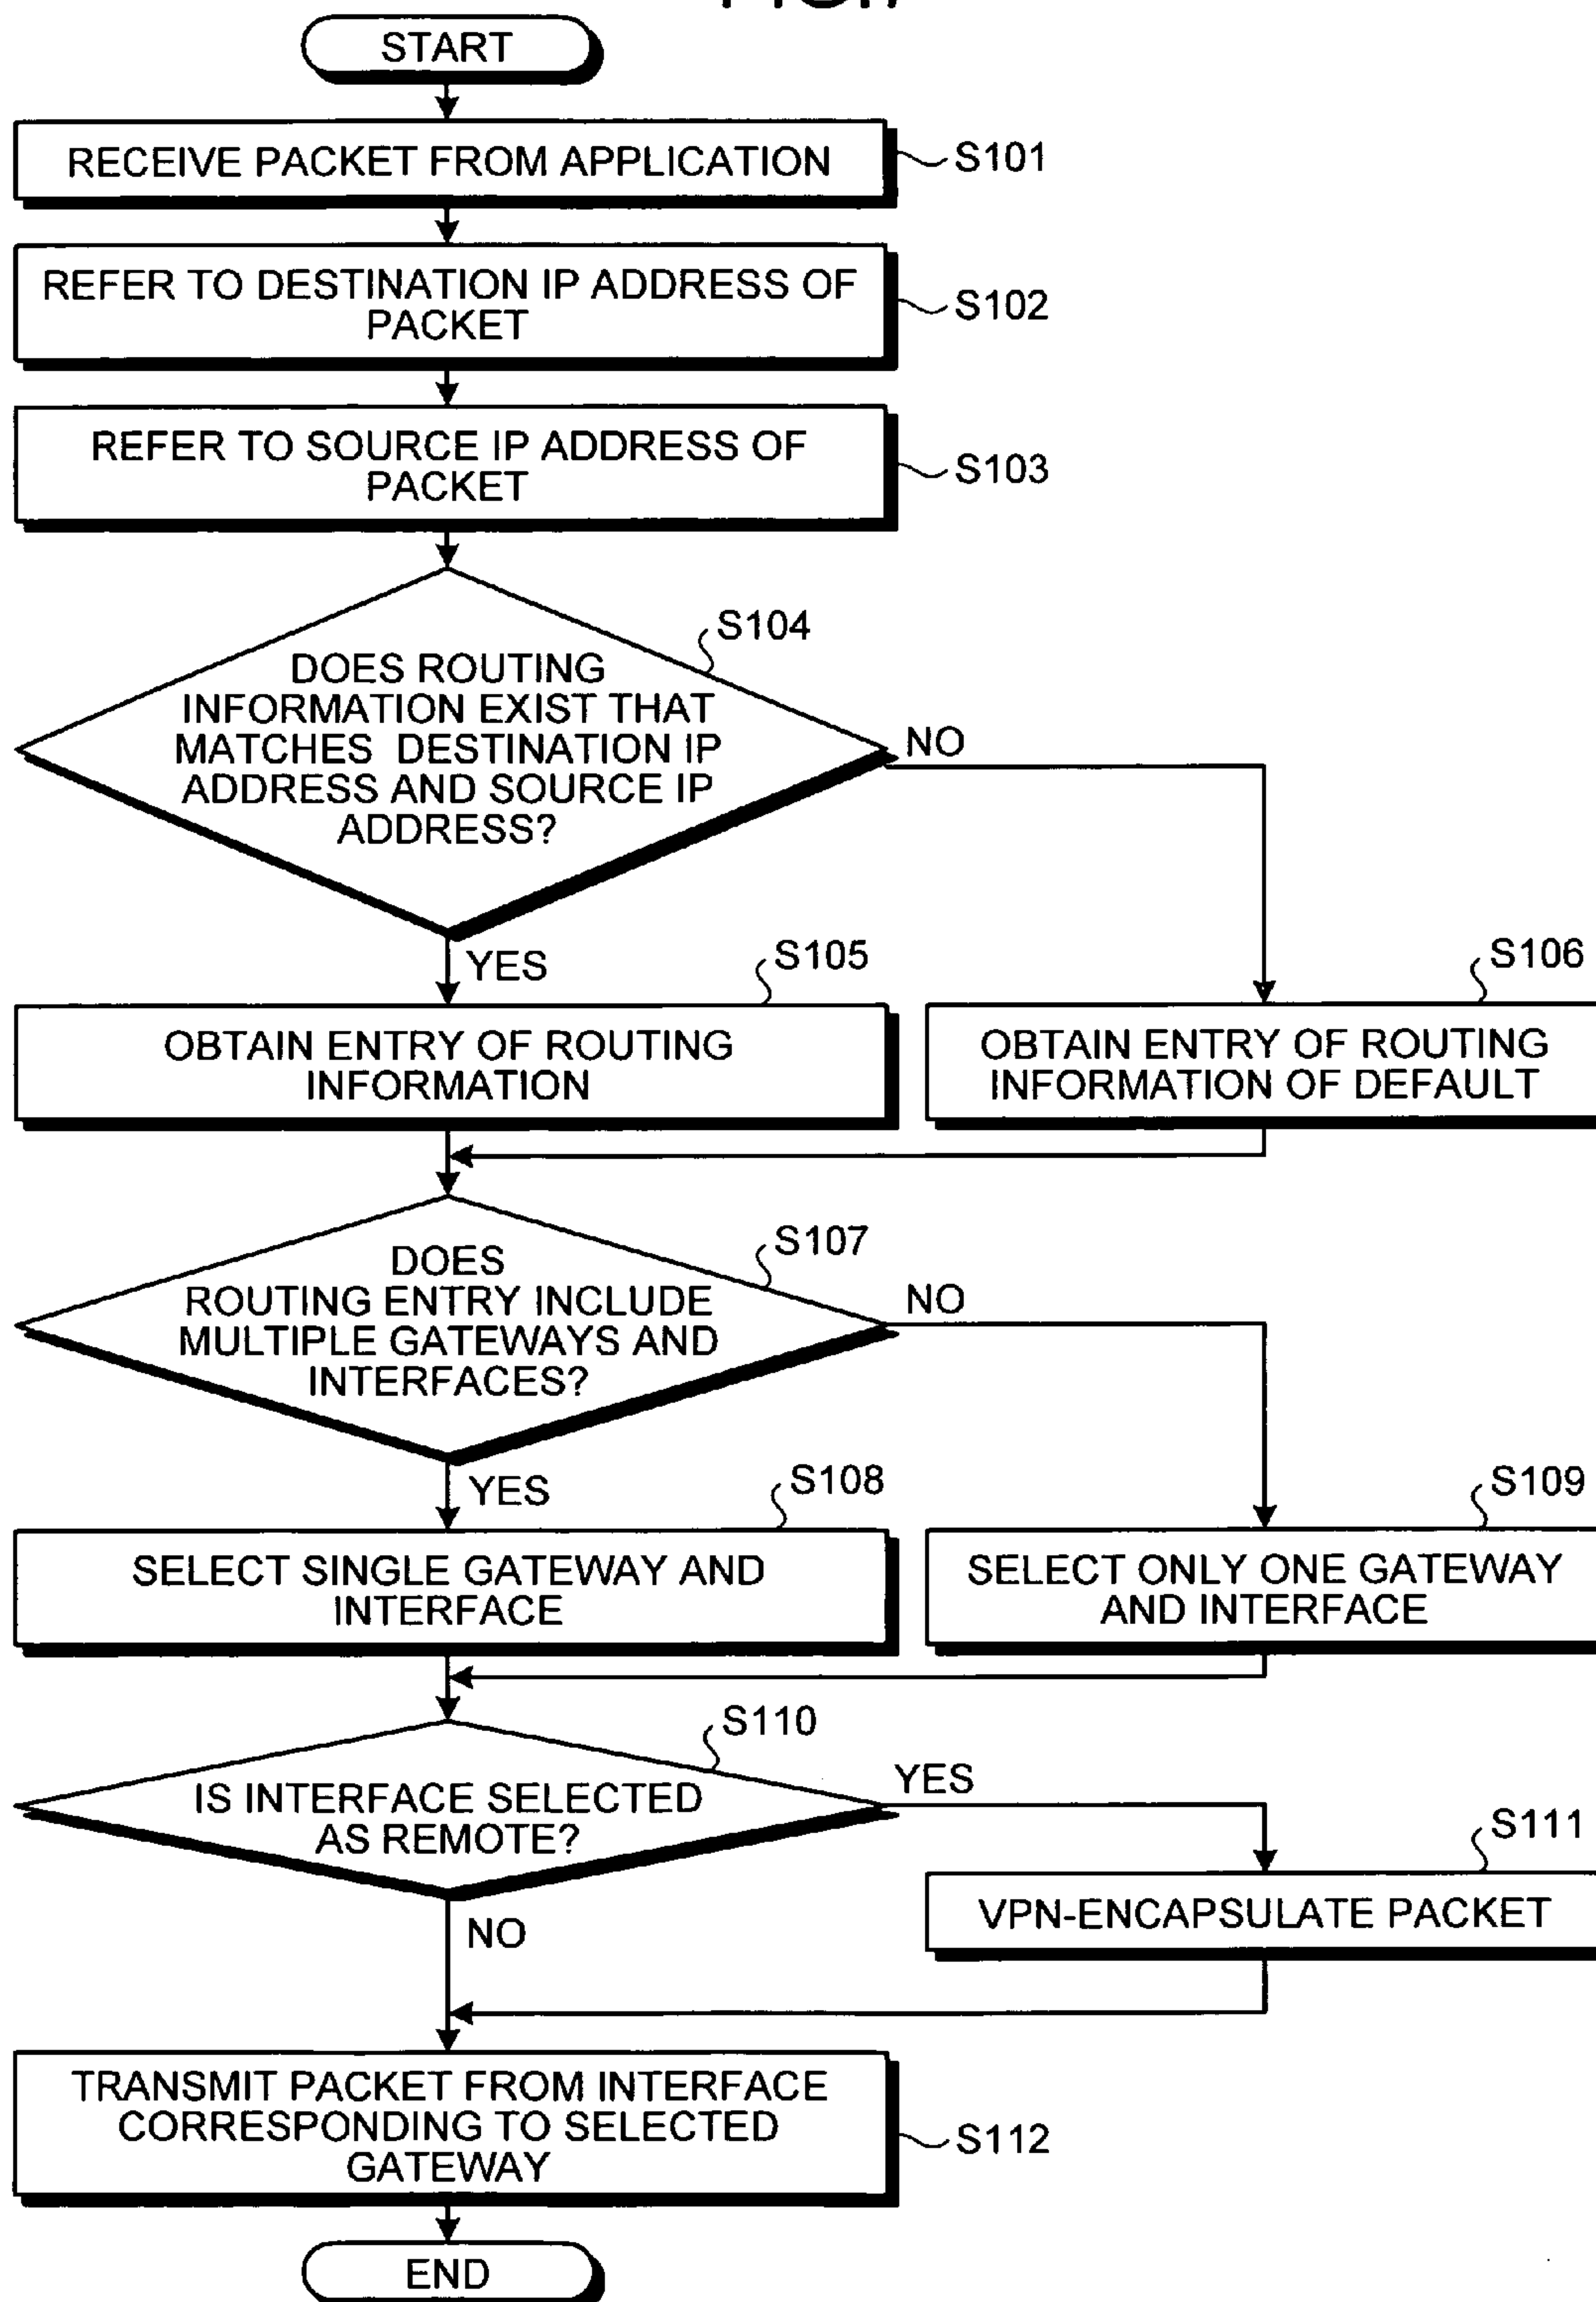 START
RECEIVE PACKET FROM APPLICATION
S101
REFER TO DESTINATION IP ADDRESS OF
PACKET
S102
REFER TO SOURCE IP ADDRESS OF
PACKET
S103
S104
DOES ROUTING
INFORMATION EXIST THAT
MATCHES DESTINATION IP
ADDRESS AND SOURCE IP
ADDRESS?
NO
YES
S105
S106
OBTAIN ENTRY OF ROUTING
INFORMATION
OBTAIN ENTRY OF ROUTING
INFORMATION OF DEFAULT
S107
DOES
ROUTING ENTRY INCLUDE
MULTIPLE GATEWAYS AND
INTERFACES?
NO
YES
S108
S109
SELECT SINGLE GATEWAY AND
INTERFACE
SELECT ONLY ONE GATEWAY
AND INTERFACE
S110
IS INTERFACE SELECTED
AS REMOTE?
YES
S111
VPN-ENCAPSULATE PACKET
NO
TRANSMIT PACKET FROM INTERFACE
CORRESPONDING TO SELECTED
GATEWAY
S112
END